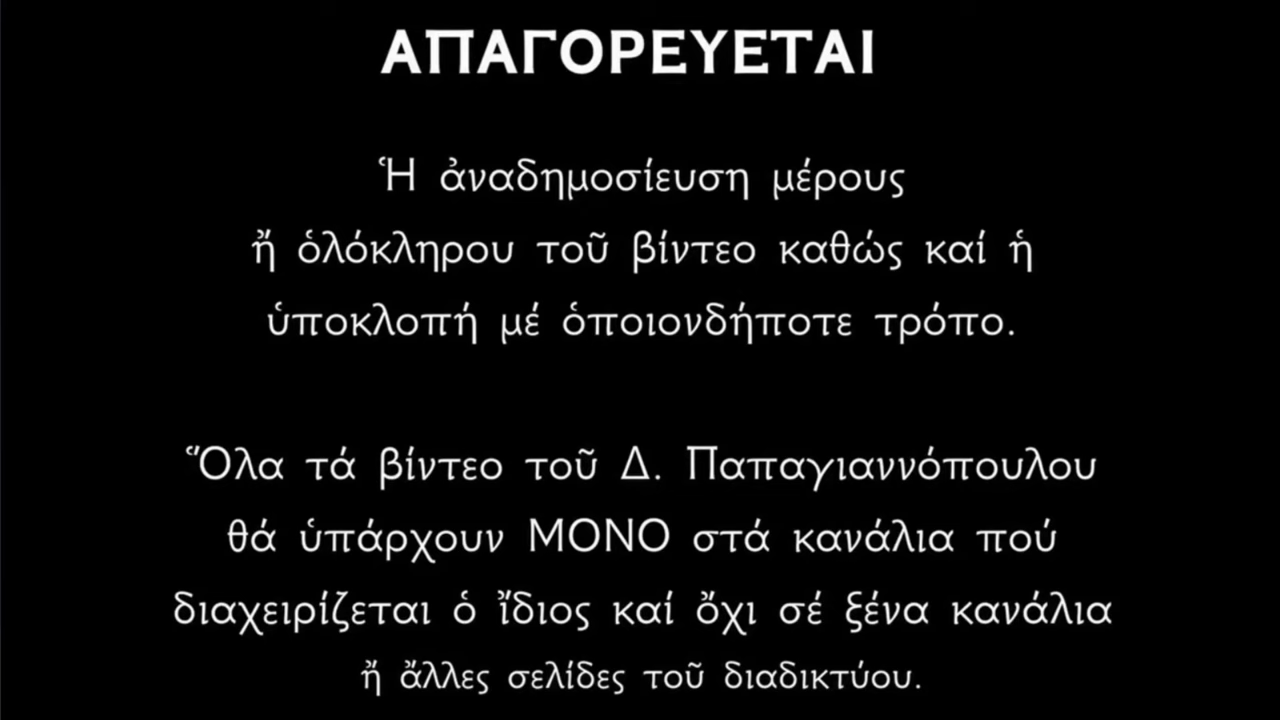 ΑΠΑΓΟΡΕΥΕΤΑΙ
Ἡ ἀναδημοσίευση μέρους
ἤ ὁλόκληρου τοῦ βίντεο καθώς καί ἡ
ὑποκλοπή μέ ὁποιονδήποτε τρόπο.
Ὅλα τά βίντεο τοῦ Δ. Παπαγιαννόπουλου
θά ὑπάρχουν ΜΟΝΟ στά κανάλια πού
διαχειρίζεται ὁ ἴδιος καί ὄχι σέ ξένα κανάλια
ἤ ἄλλες σελίδες τοῦ διαδικτύου.